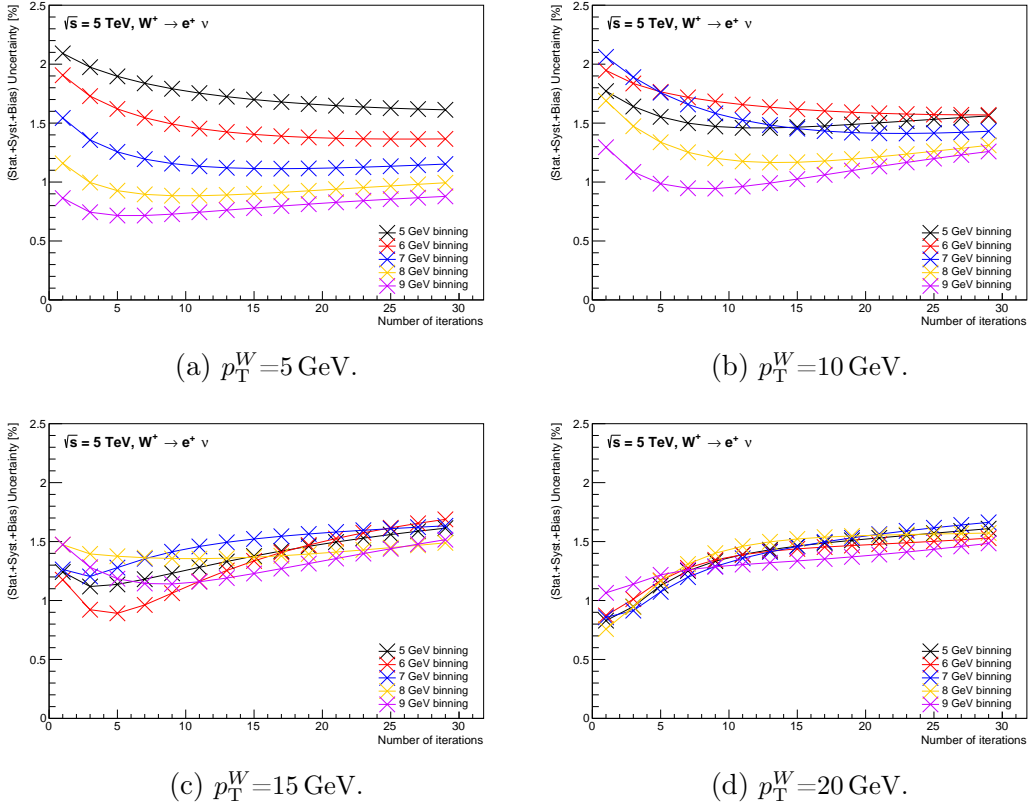 (Stat.+Syst.+Bias) Uncertainty [%]
√s = 5 TeV, W⁺ → e⁺ ν
2.5
2
1.5
1
0.5
0
0 5 10 15 20 25 30
Number of iterations
5 GeV binning
6 GeV binning
7 GeV binning
8 GeV binning
9 GeV binning
(a) p_T^W=5 GeV.
(Stat.+Syst.+Bias) Uncertainty [%]
√s = 5 TeV, W⁺ → e⁺ ν
2.5
2
1.5
1
0.5
0
0 5 10 15 20 25 30
Number of iterations
5 GeV binning
6 GeV binning
7 GeV binning
8 GeV binning
9 GeV binning
(b) p_T^W=10 GeV.
(Stat.+Syst.+Bias) Uncertainty [%]
√s = 5 TeV, W⁺ → e⁺ ν
2.5
2
1.5
1
0.5
0
0 5 10 15 20 25 30
Number of iterations
5 GeV binning
6 GeV binning
7 GeV binning
8 GeV binning
9 GeV binning
(c) p_T^W=15 GeV.
(Stat.+Syst.+Bias) Uncertainty [%]
√s = 5 TeV, W⁺ → e⁺ ν
2.5
2
1.5
1
0.5
0
0 5 10 15 20 25 30
Number of iterations
5 GeV binning
6 GeV binning
7 GeV binning
8 GeV binning
9 GeV binning
(d) p_T^W=20 GeV.